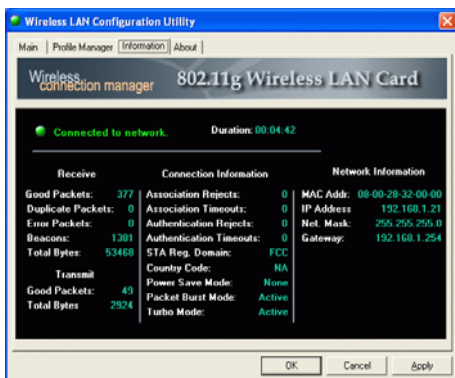 Wireless LAN Configuration Utility
Main Profile Manager Information About
Wireless connection manager 802.11g Wireless LAN Card
Connected to network. Duration: 00:04:42
Receive
Good Packets: 377
Duplicate Packets: 0
Error Packets: 0
Beacons: 1381
Total Bytes: 53468
Transmit
Good Packets: 49
Total Bytes 2924
Connection Information
Association Rejects: 0
Association Timeouts: 0
Authentication Rejects: 0
Authentication Timeouts: 0
STA Reg. Domain: FCC
Country Code: NA
Power Save Mode: None
Packet Burst Mode: Active
Turbo Mode: Active
Network Information
MAC Addr: 08-00-28-32-00-00
IP Address 192.168.1.21
Net. Mask: 255.255.255.0
Gateway: 192.168.1.254
OK Cancel Apply